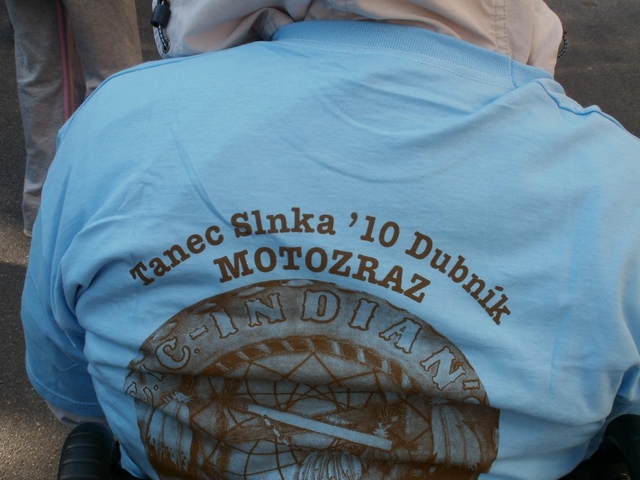 Tanec Slnka '10 Dubník
MOTOZRAZ
C.-INDIAN'